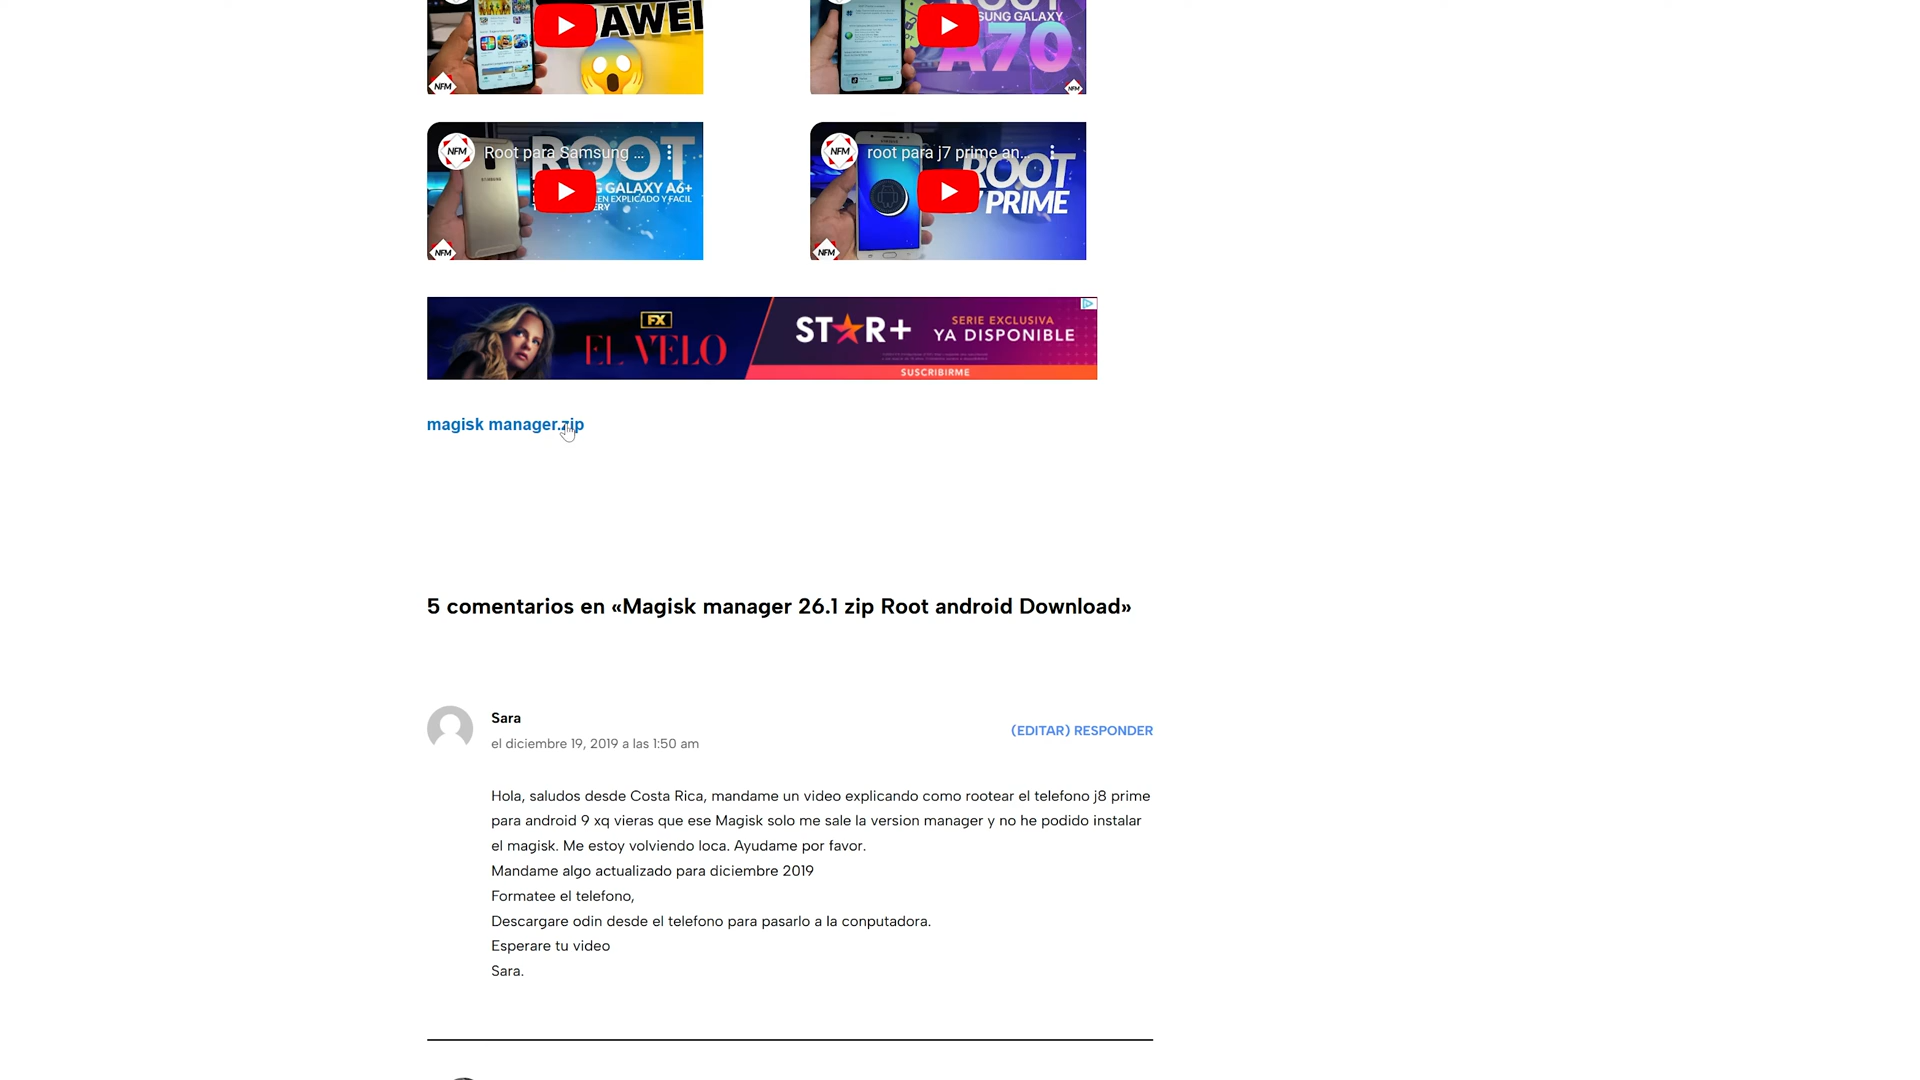 AWEI
NFM
ROOT
SUNG GALAXY
A70
NFM
NFM
Root para Samsung ...
ROOT
G GALAXY A6+
EN EXPLICADO Y FACIL
ERY
NFM
NFM
root para j7 prime an...
ROOT
PRIME
NFM
FX
EL VELO
ST★R+
SERIE EXCLUSIVA
YA DISPONIBLE
SUSCRIBIRME
magisk manager.zip
5 comentarios en «Magisk manager 26.1 zip Root android Download»
Sara
el diciembre 19, 2019 a las 1:50 am
(EDITAR) RESPONDER
Hola, saludos desde Costa Rica, mandame un video explicando como rootear el telefono j8 prime
para android 9 xq vieras que ese Magisk solo me sale la version manager y no he podido instalar
el magisk. Me estoy volviendo loca. Ayudame por favor.
Mandame algo actualizado para diciembre 2019
Formatee el telefono,
Descargare odin desde el telefono para pasarlo a la conputadora.
Esperare tu video
Sara.